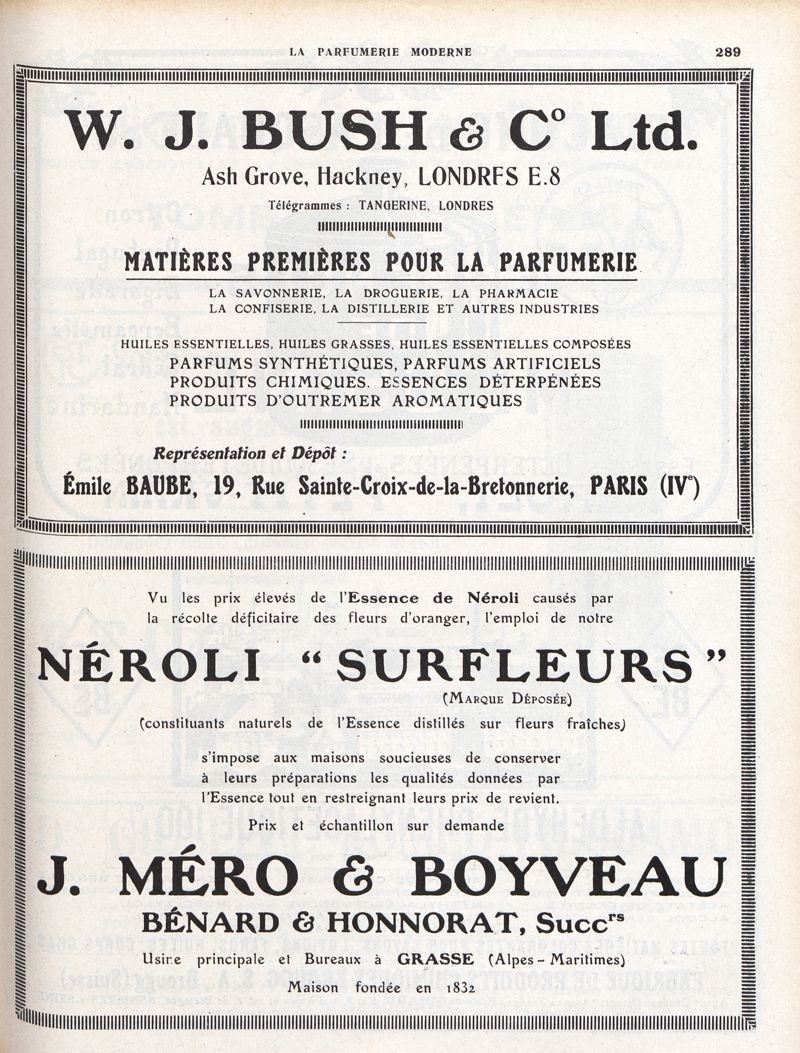 LA PARFUMERIE MODERNE
289
W. J. BUSH & Cº Ltd.
Ash Grove, Hackney, LONDRES E.8
Télégrammes : TANGERINE, LONDRES
MATIÈRES PREMIÈRES POUR LA PARFUMERIE
LA SAVONNERIE, LA DROGUERIE, LA PHARMACIE
LA CONFISERIE, LA DISTILLERIE ET AUTRES INDUSTRIES
HUILES ESSENTIELLES, HUILES GRASSES, HUILES ESSENTIELLES COMPOSÉES
PARFUMS SYNTHÉTIQUES, PARFUMS ARTIFICIELS
PRODUITS CHIMIQUES. ESSENCES DÉTERPÉNÉES
PRODUITS D'OUTREMER AROMATIQUES
Représentation et Dépôt :
Émile BAUBE, 19, Rue Sainte-Croix-de-la-Bretonnerie, PARIS (IVᵉ)
Vu les prix élevés de l'Essence de Néroli causés par
la récolte déficitaire des fleurs d'oranger, l'emploi de notre
NÉROLI “ SURFLEURS ”
(MARQUE DÉPOSÉE)
(constituants naturels de l'Essence distillés sur fleurs fraîches)
s'impose aux maisons soucieuses de conserver
à leurs préparations les qualités données par
l'Essence tout en restreignant leurs prix de revient.
Prix et échantillon sur demande
J. MÉRO & BOYVEAU
BÉNARD & HONNORAT, Succʳˢ
Usine principale et Bureaux à GRASSE (Alpes-Maritimes)
Maison fondée en 1832